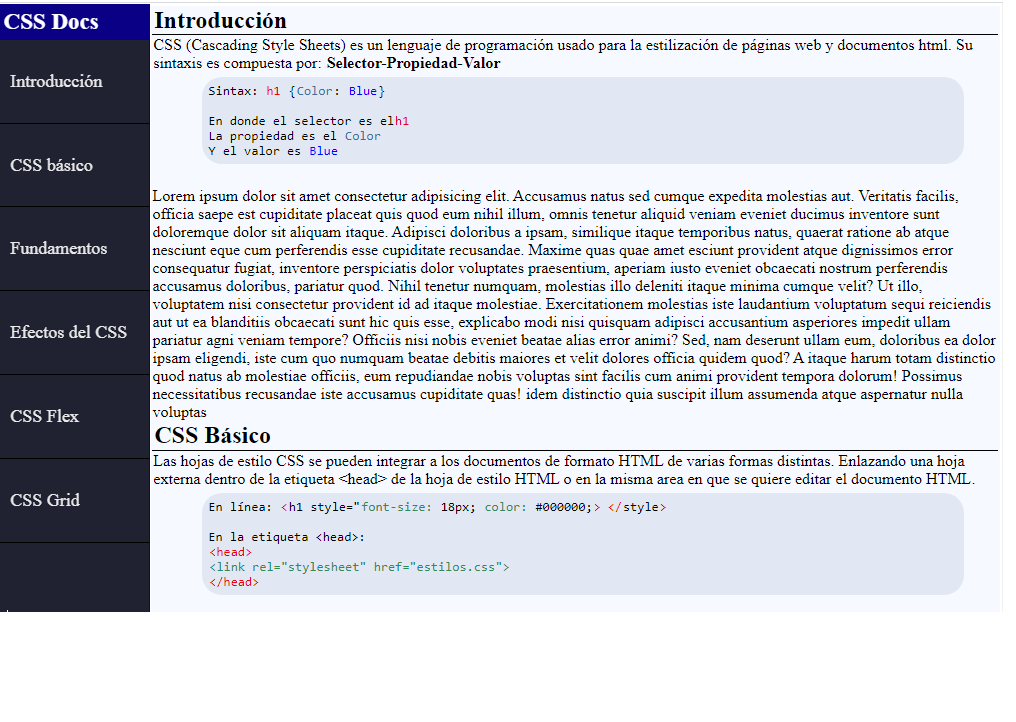 CSS Docs
Introducción
CSS básico
Fundamentos
Efectos del CSS
CSS Flex
CSS Grid
Introducción
CSS (Cascading Style Sheets) es un lenguaje de programación usado para la estilización de páginas web y documentos html. Su
sintaxis es compuesta por: Selector-Propiedad-Valor
Sintax: h1 {Color: Blue}
En donde el selector es elh1
La propiedad es el Color
Y el valor es Blue
Lorem ipsum dolor sit amet consectetur adipisicing elit. Accusamus natus sed cumque expedita molestias aut. Veritatis facilis,
officia saepe est cupiditate placeat quis quod eum nihil illum, omnis tenetur aliquid veniam eveniet ducimus inventore sunt
doloremque dolor sit aliquam itaque. Adipisci doloribus a ipsam, similique itaque temporibus natus, quaerat ratione ab atque
nesciunt eque cum perferendis esse cupiditate recusandae. Maxime quas quae amet esciunt provident atque dignissimos error
consequatur fugiat, inventore perspiciatis dolor voluptates praesentium, aperiam iusto eveniet obcaecati nostrum perferendis
accusamus doloribus, pariatur quod. Nihil tenetur numquam, molestias illo deleniti itaque minima cumque velit? Ut illo,
voluptatem nisi consectetur provident id ad itaque molestiae. Exercitationem molestias iste laudantium voluptatum sequi reiciendis
aut ut ea blanditiis obcaecati sunt hic quis esse, explicabo modi nisi quisquam adipisci accusantium asperiores impedit ullam
pariatur agni veniam tempore? Officiis nisi nobis eveniet beatae alias error animi? Sed, nam deserunt ullam eum, doloribus ea dolor
ipsam eligendi, iste cum quo numquam beatae debitis maiores et velit dolores officia quidem quod? A itaque harum totam distinctio
quod natus ab molestiae officiis, eum repudiandae nobis voluptas sint facilis cum animi provident tempora dolorum! Possimus
necessitatibus recusandae iste accusamus cupiditate quas! idem distinctio quia suscipit illum assumenda atque aspernatur nulla
voluptas
CSS Básico
Las hojas de estilo CSS se pueden integrar a los documentos de formato HTML de varias formas distintas. Enlazando una hoja
externa dentro de la etiqueta <head> de la hoja de estilo HTML o en la misma area en que se quiere editar el documento HTML.
En línea: <h1 style="font-size: 18px; color: #000000;> </style>
En la etiqueta <head>:
<head>
<link rel="stylesheet" href="estilos.css">
</head>